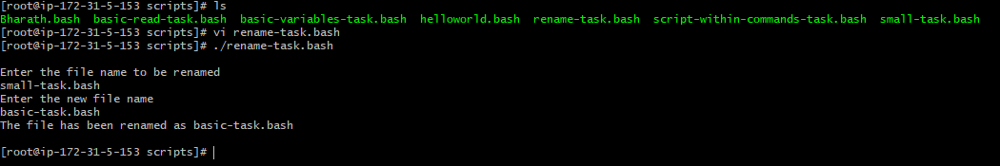 [root@ip-172-31-5-153 scripts]# ls
Bharath.bash  basic-read-task.bash  basic-variables-task.bash  helloworld.bash  rename-task.bash  script-within-commands-task.bash  small-task.bash
[root@ip-172-31-5-153 scripts]# vi rename-task.bash
[root@ip-172-31-5-153 scripts]# ./rename-task.bash
Enter the file name to be renamed
small-task.bash
Enter the new file name
basic-task.bash
The file has been renamed as basic-task.bash
[root@ip-172-31-5-153 scripts]#